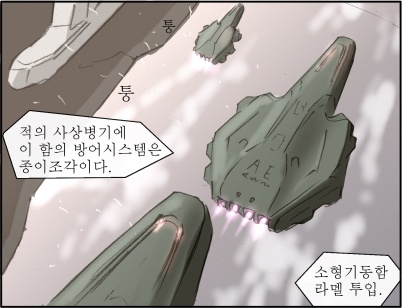 퉁
퉁
적의 사상병기에
이 함의 방어시스템은
종이조각이다.
A E
소형기동함
라멜 투입.